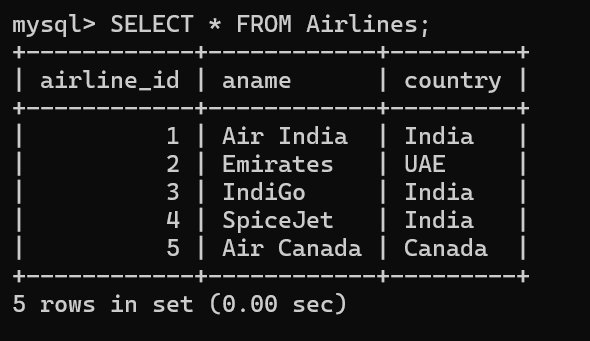 mysql> SELECT * FROM Airlines;
+------------+------------+---------+
| airline_id | aname      | country |
+------------+------------+---------+
|          1 | Air India  | India   |
|          2 | Emirates   | UAE     |
|          3 | IndiGo     | India   |
|          4 | SpiceJet   | India   |
|          5 | Air Canada | Canada  |
+------------+------------+---------+
5 rows in set (0.00 sec)